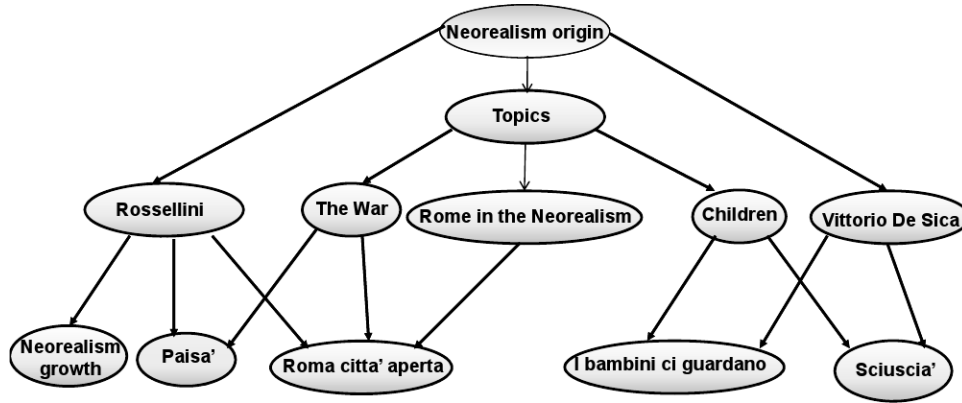 Neorealism origin
Topics
Rossellini
The War
Rome in the Neorealism
Children
Vittorio De Sica
Neorealism
growth
Paisa’
Roma citta’ aperta
I bambini ci guardano
Sciuscia’